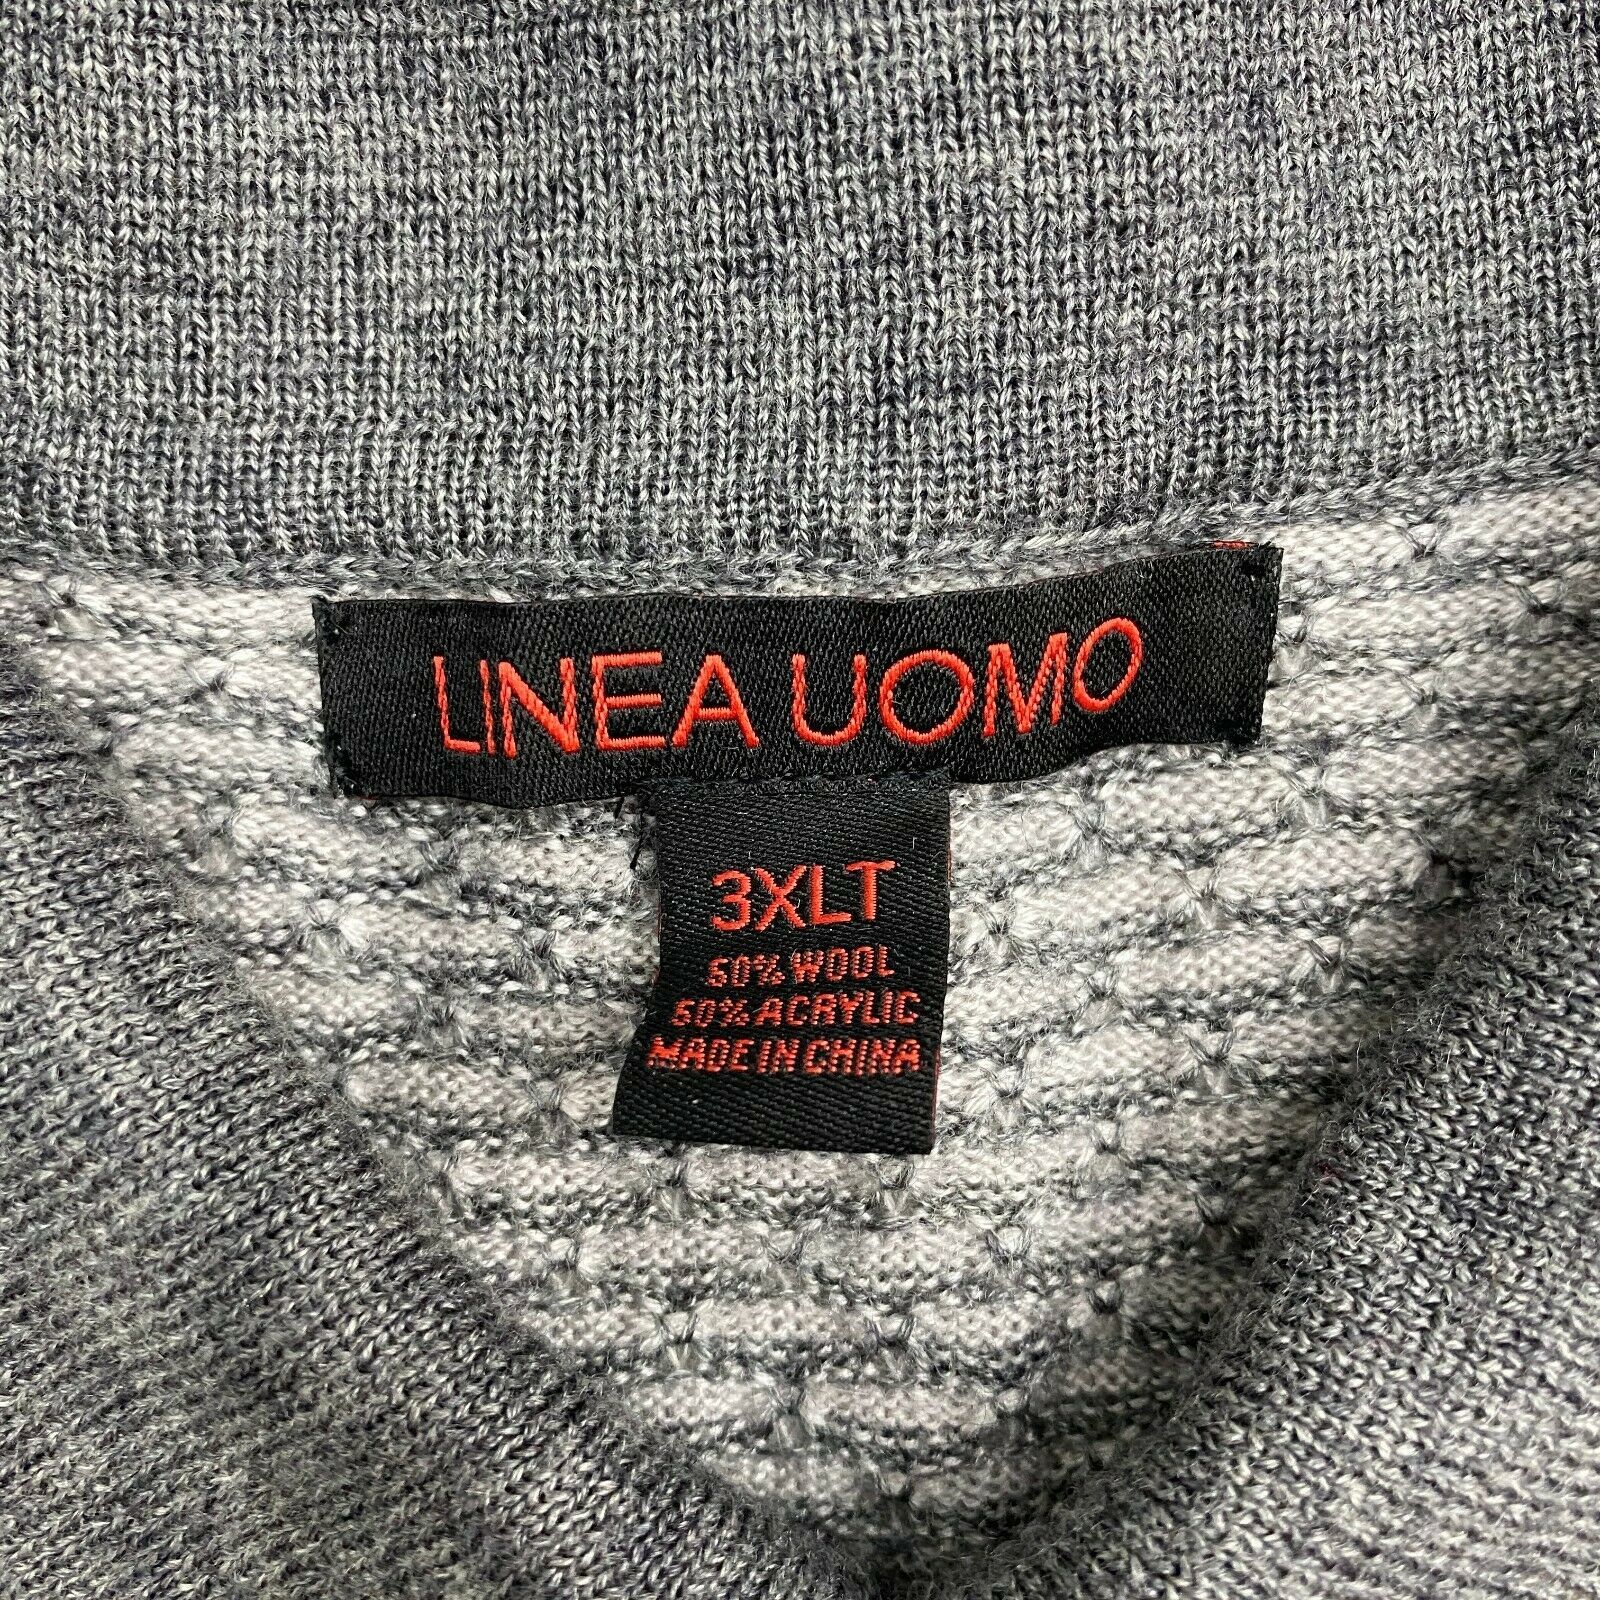 LINEA UOMO
3XLT
50% WOOL
50% ACRYLIC
MADE IN CHINA